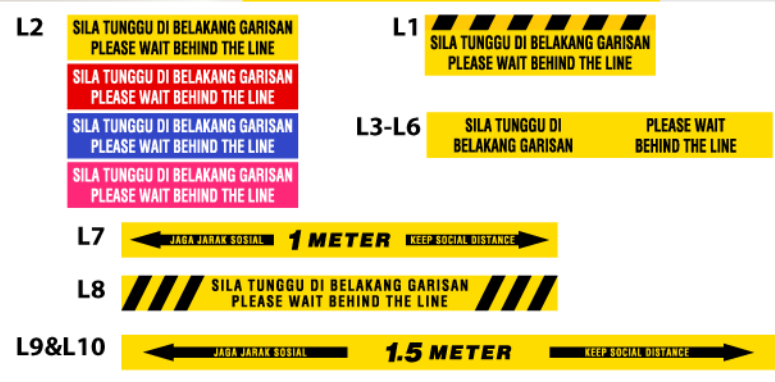 L2
SILA TUNGGU DI BELAKANG GARISAN
PLEASE WAIT BEHIND THE LINE
SILA TUNGGU DI BELAKANG GARISAN
PLEASE WAIT BEHIND THE LINE
SILA TUNGGU DI BELAKANG GARISAN
PLEASE WAIT BEHIND THE LINE
SILA TUNGGU DI BELAKANG GARISAN
PLEASE WAIT BEHIND THE LINE
L1
SILA TUNGGU DI BELAKANG GARISAN
PLEASE WAIT BEHIND THE LINE
L3-L6
SILA TUNGGU DI
BELAKANG GARISAN
PLEASE WAIT
BEHIND THE LINE
L7
JAGA JARAK SOSIAL 1 METER KEEP SOCIAL DISTANCE
L8
SILA TUNGGU DI BELAKANG GARISAN
PLEASE WAIT BEHIND THE LINE
L9&L10
JAGA JARAK SOSIAL 1.5 METER KEEP SOCIAL DISTANCE